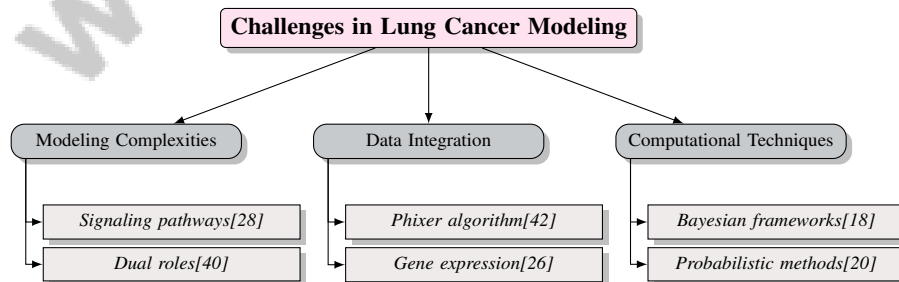 Challenges in Lung Cancer Modeling
Modeling Complexities
Data Integration
Computational Techniques
Signaling pathways[28]
Phixer algorithm[42]
Bayesian frameworks[18]
Dual roles[40]
Gene expression[26]
Probabilistic methods[20]